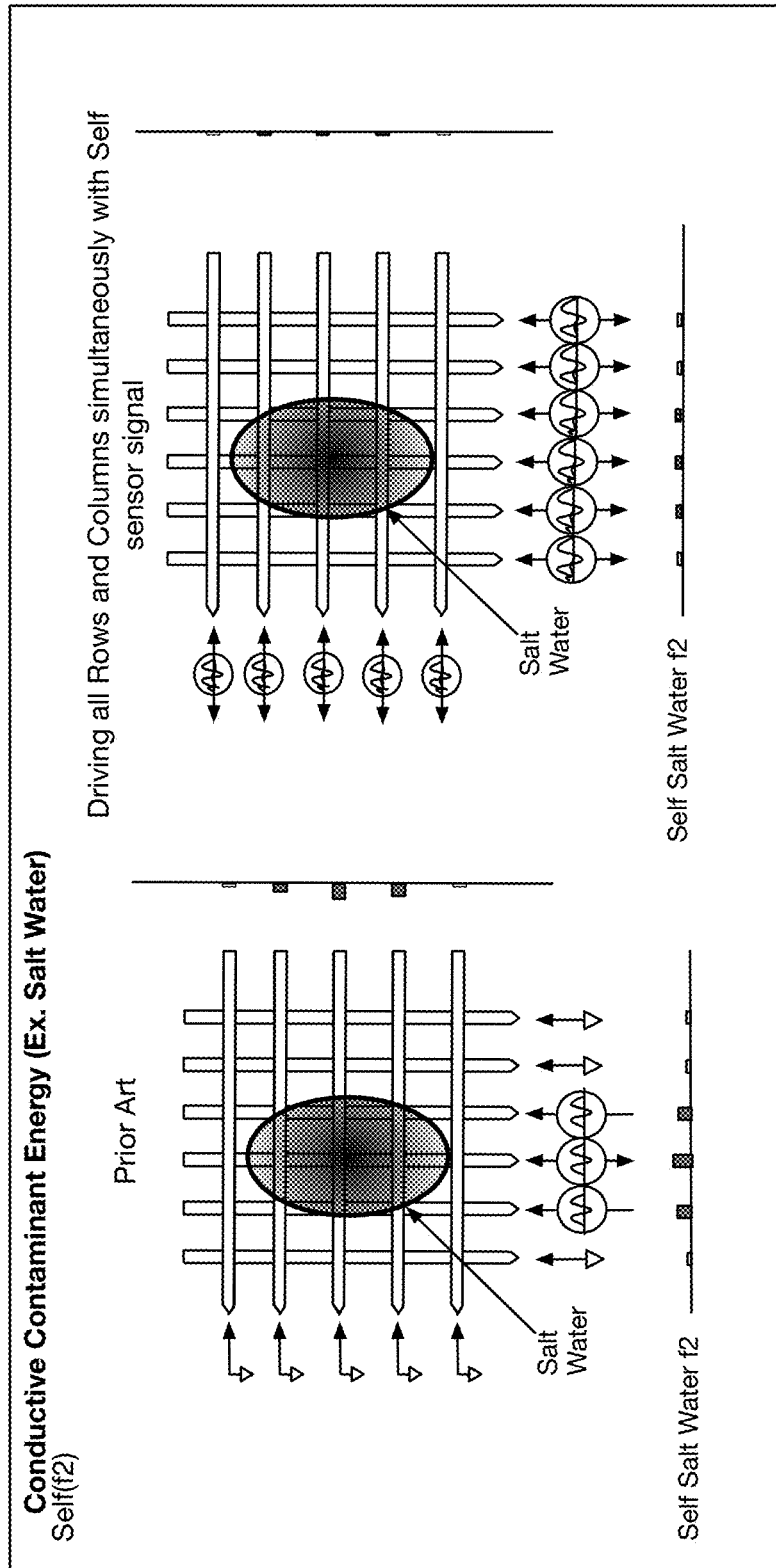 Conductive Contaminant Energy (Ex. Salt Water)
Self(f2)
Prior Art
Salt
Water
Self Salt Water f2
Driving all Rows and Columns simultaneously with Self
sensor signal
Salt
Water
Self Salt Water f2